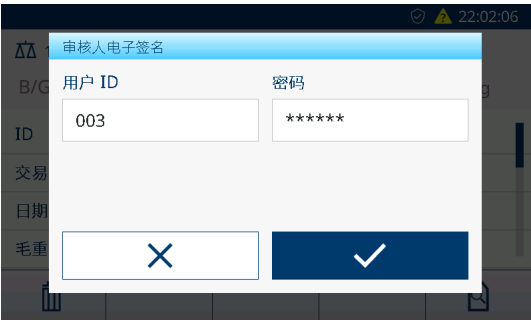 22:02:06
审核人电子签名
B/G
g
用户 ID
密码
003
******
ID
交易
日期
毛重